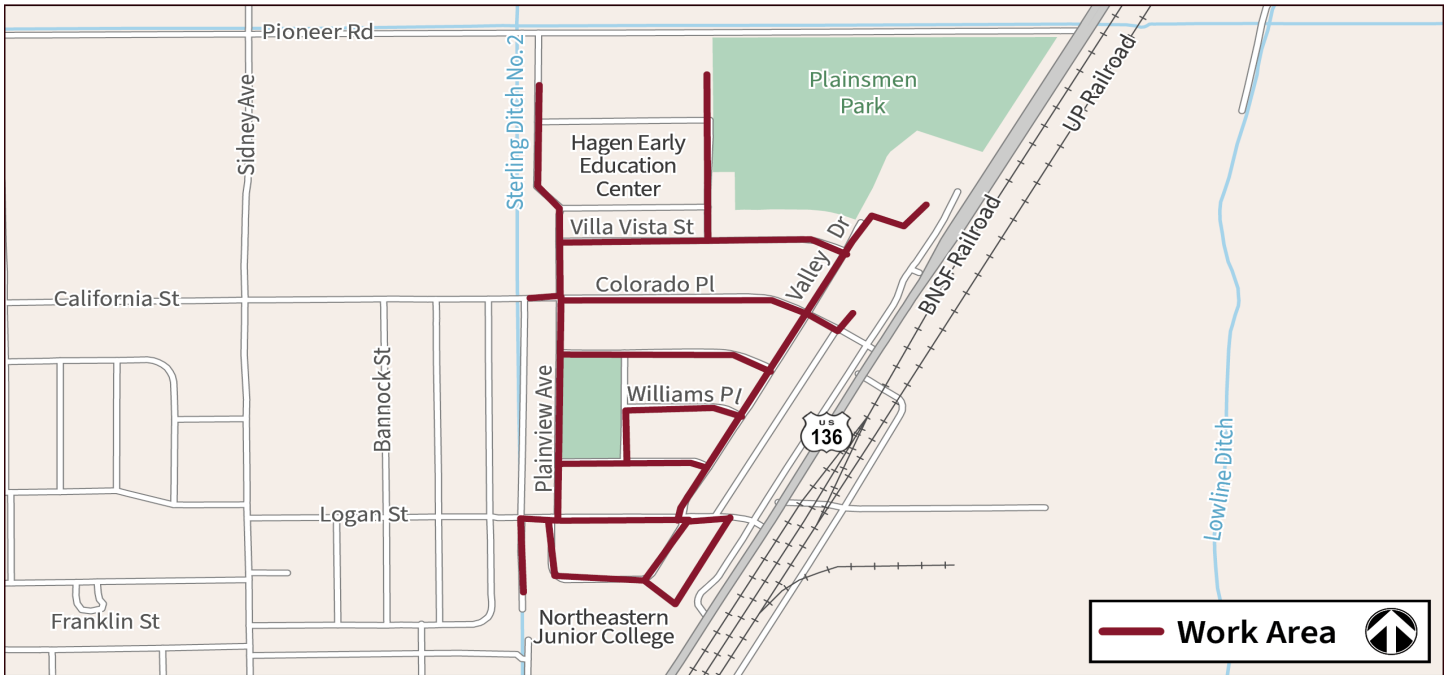 Pioneer Rd
Sterling Ditch No. 2
Sidney Ave
Plainsmen
Park
UP Railroad
Hagen Early
Education
Center
Villa Vista St
Valley Dr
BNSF Railroad
California St
Colorado Pl
Bannock St
Plainview Ave
Williams Pl
US
136
Lowline Ditch
Logan St
Franklin St
Northeastern
Junior College
Work Area